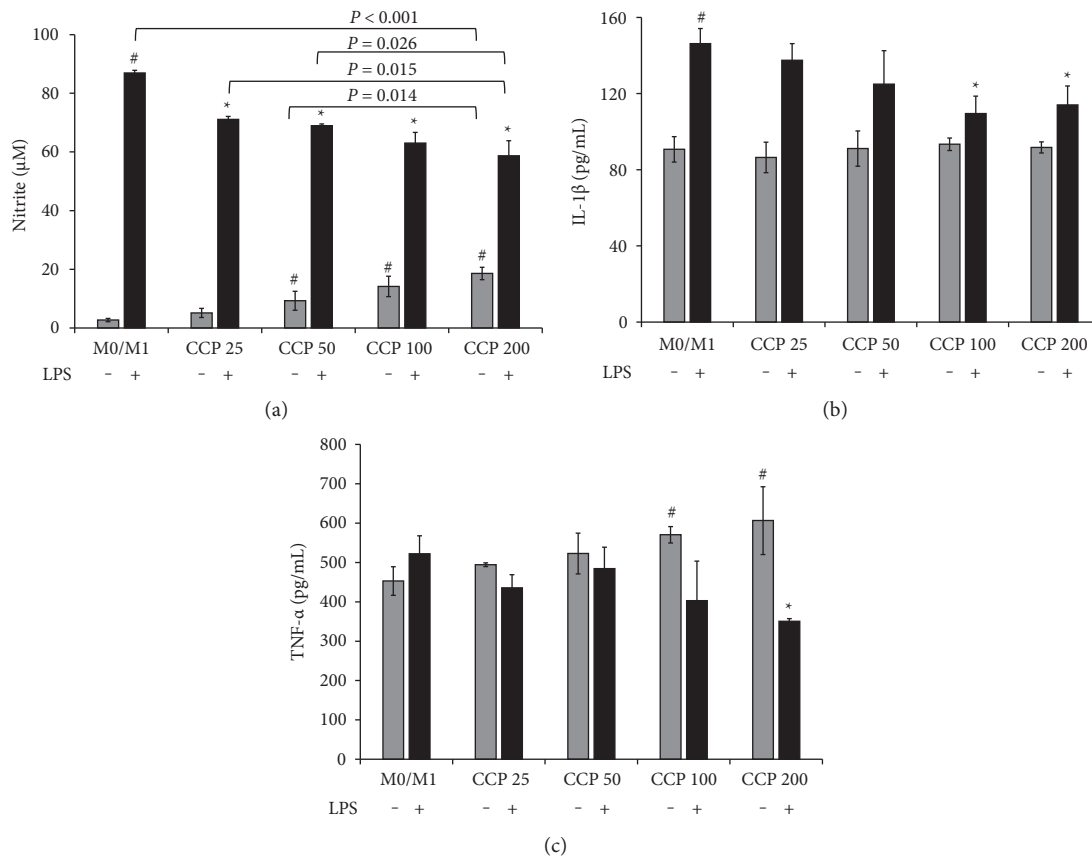 P < 0.001
P = 0.026
P = 0.015
P = 0.014
100
80
60
40
20
0
Nitrite (μM)
#
*
*
*
*
#
#
#
M0/M1 CCP 25 CCP 50 CCP 100 CCP 200
LPS - + - + - + - + - +
(a)
160
120
80
40
0
IL-1β (pg/mL)
#
*
*
M0/M1 CCP 25 CCP 50 CCP 100 CCP 200
LPS - + - + - + - + - +
(b)
800
700
600
500
400
300
200
100
0
TNF-α (pg/mL)
#
#
*
M0/M1 CCP 25 CCP 50 CCP 100 CCP 200
LPS - + - + - + - + - +
(c)